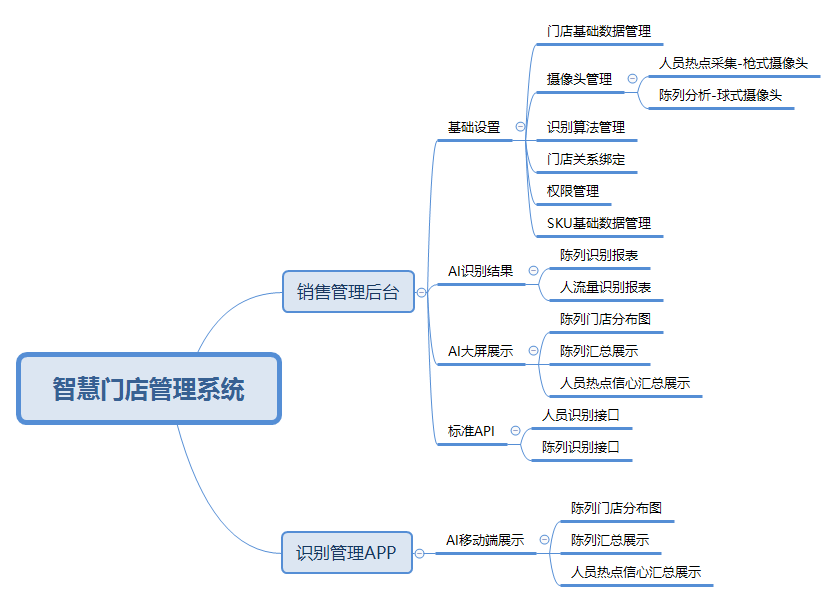 智慧门店管理系统
销售管理后台
基础设置
门店基础数据管理
摄像头管理
人员热点采集-枪式摄像头
陈列分析-球式摄像头
识别算法管理
门店关系绑定
权限管理
SKU基础数据管理
AI识别结果
陈列识别报表
人流量识别报表
AI大屏展示
陈列门店分布图
陈列汇总展示
人员热点信心汇总展示
标准API
人员识别接口
陈列识别接口
识别管理APP
AI移动端展示
陈列门店分布图
陈列汇总展示
人员热点信心汇总展示